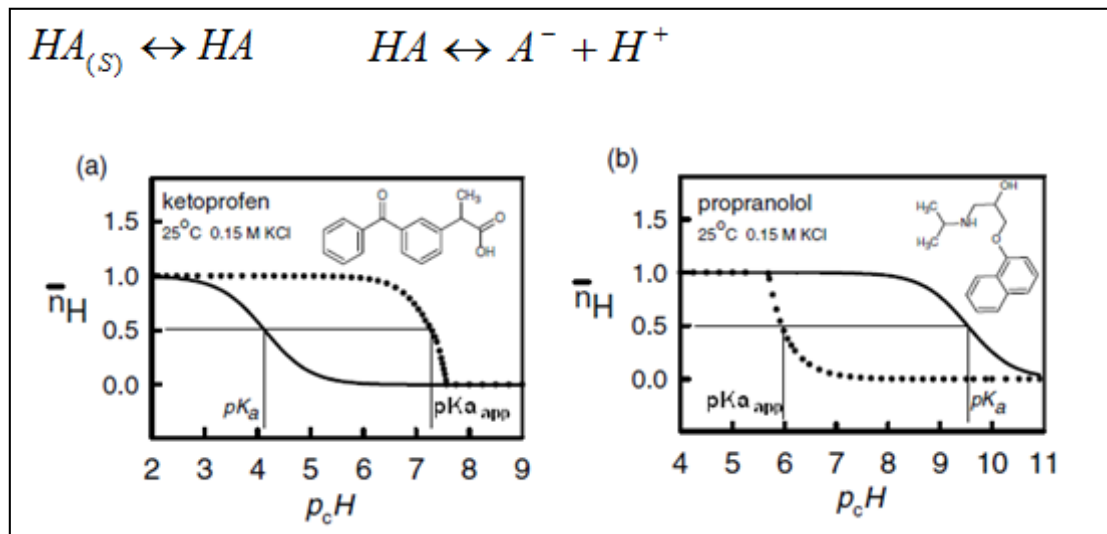 HA(S) ↔ HA HA ↔ A⁻ + H⁺
(a)
ketoprofen
25°C 0.15 M KCl
O
CH₃
O
OH
1.5
1.0
n̅H
0.5
0.0
pKa
pKa app
2 3 4 5 6 7 8 9
pcH
(b)
propranolol
25°C 0.15 M KCl
OH
H₃C
NH
H₃C
O
1.5
1.0
n̅H
0.5
0.0
pKa app
pKa
4 5 6 7 8 9 10 11
pcH